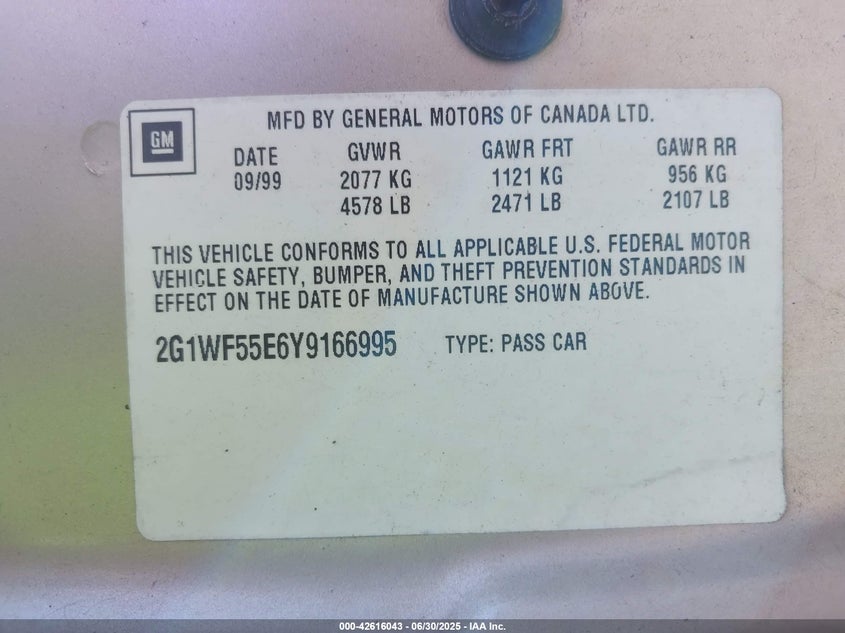 MFD BY GENERAL MOTORS OF CANADA LTD.
GM
DATE GVWR GAWR FRT GAWR RR
09/99 2077 KG 1121 KG 956 KG
4578 LB 2471 LB 2107 LB
THIS VEHICLE CONFORMS TO ALL APPLICABLE U.S. FEDERAL MOTOR
VEHICLE SAFETY, BUMPER, AND THEFT PREVENTION STANDARDS IN
EFFECT ON THE DATE OF MANUFACTURE SHOWN ABOVE.
2G1WF55E6Y9166995 TYPE: PASS CAR
000-42616043 - 06/30/2025 - IAA Inc.